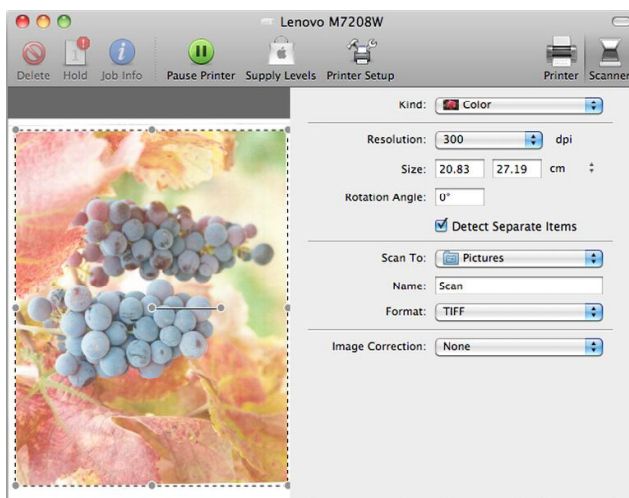 Lenovo M7208W
Delete Hold Job Info Pause Printer Supply Levels Printer Setup Printer Scanner
Kind: Color
Resolution: 300 dpi
Size: 20.83 27.19 cm
Rotation Angle: 0°
Detect Separate Items
Scan To: Pictures
Name: Scan
Format: TIFF
Image Correction: None